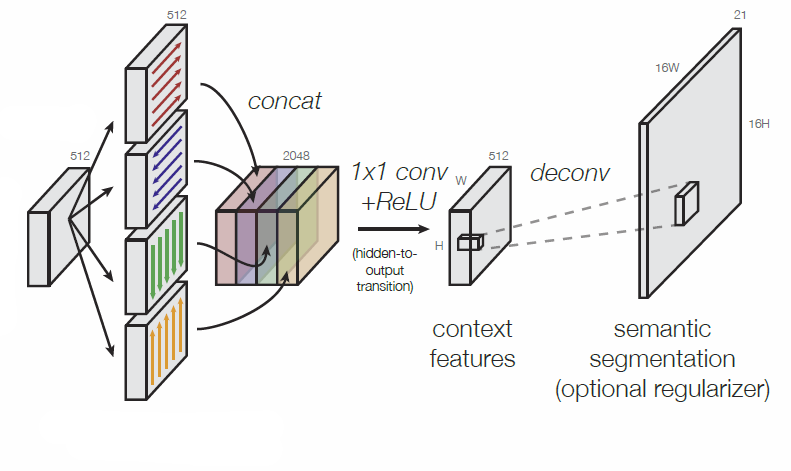 512
512
concat
2048
1x1 conv
+ReLU
(hidden-to-
output
transition)
512
W
H
context
features
deconv
21
16W
16H
semantic
segmentation
(optional regularizer)